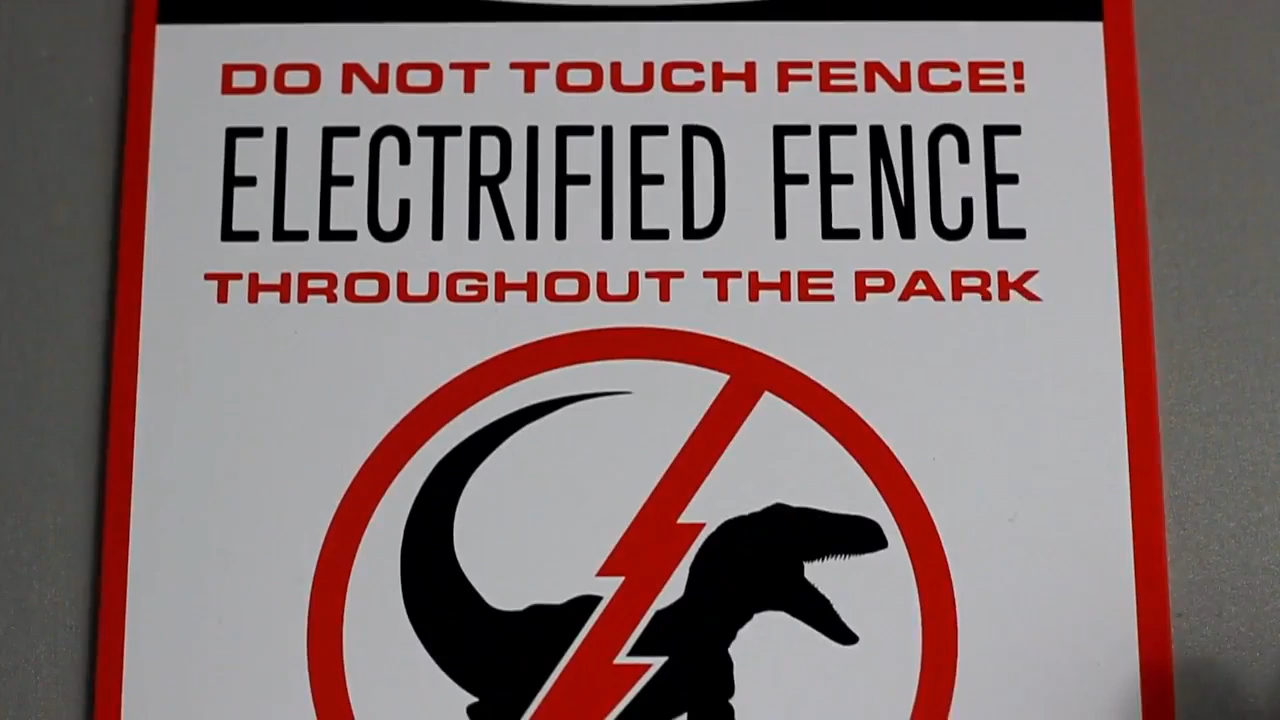 DO NOT TOUCH FENCE!
ELECTRIFIED FENCE
THROUGHOUT THE PARK